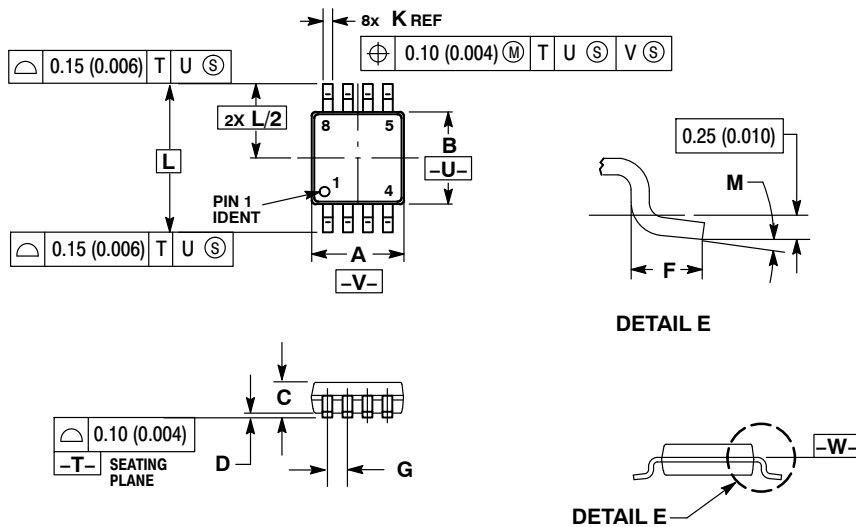 8x K REF
⌖ 0.10 (0.004) Ⓜ T U Ⓢ V Ⓢ
⌓ 0.15 (0.006) T U Ⓢ
2X L/2
L
8 5
1 4
B
–U–
PIN 1
IDENT
⌓ 0.15 (0.006) T U Ⓢ
A
–V–
0.25 (0.010)
M
F
DETAIL E
C
⌓ 0.10 (0.004)
–T– SEATING
PLANE
D
G
–W–
DETAIL E